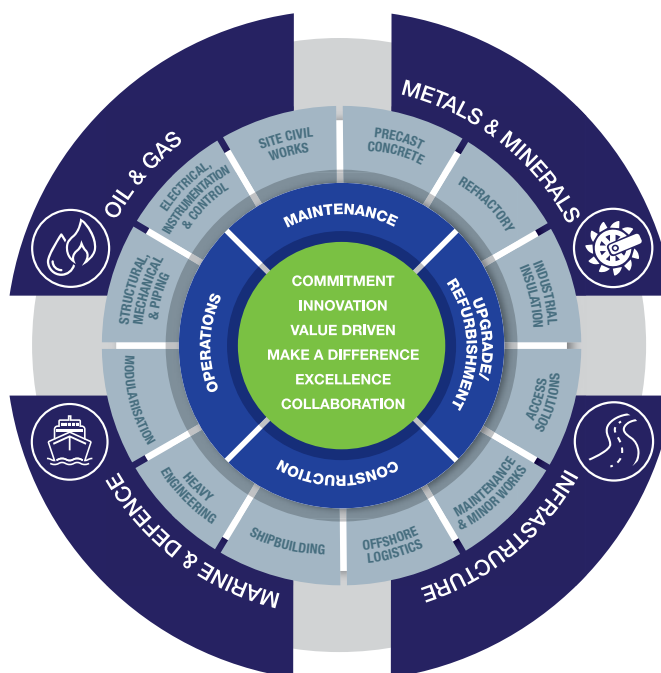 OIL & GAS
METALS & MINERALS
INFRASTRUCTURE
MARINE & DEFENCE
SITE CIVIL
WORKS
PRECAST
CONCRETE
REFRACTORY
INDUSTRIAL
INSULATION
ACCESS
SOLUTIONS
MAINTENANCE
& MINOR WORKS
OFFSHORE
LOGISTICS
SHIPBUILDING
HEAVY
ENGINEERING
MODULARISATION
STRUCTURAL,
MECHANICAL
& PIPING
ELECTRICAL,
INSTRUMENTATION
& CONTROL
MAINTENANCE
UPGRADE/
REFURBISHMENT
CONSTRUCTION
OPERATIONS
COMMITMENT
INNOVATION
VALUE DRIVEN
MAKE A DIFFERENCE
EXCELLENCE
COLLABORATION